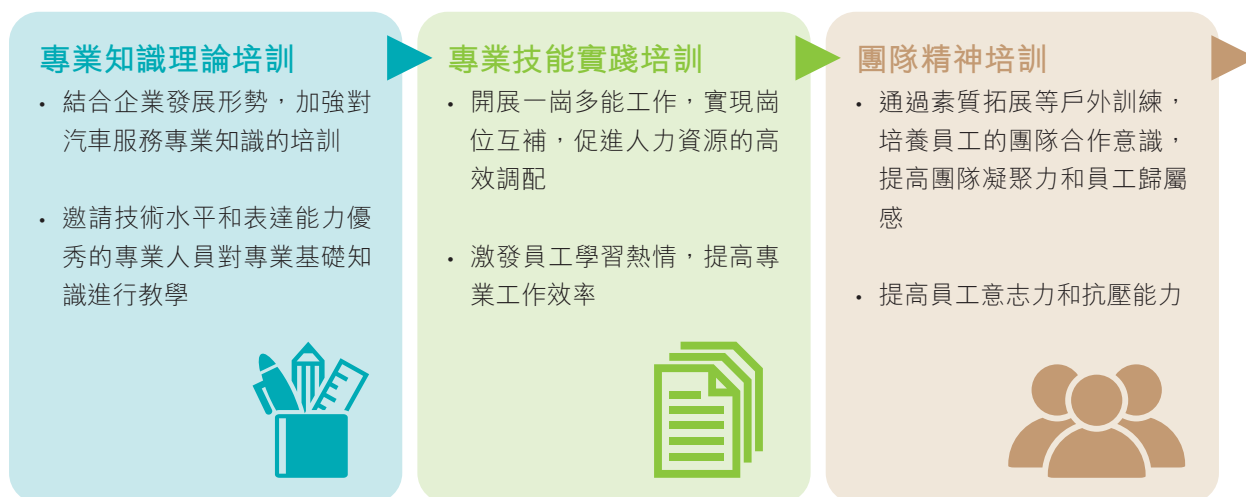 專業知識理論培訓
• 結合企業發展形勢，加強對
汽車服務專業知識的培訓
• 邀請技術水平和表達能力優
秀的專業人員對專業基礎知
識進行教學
專業技能實踐培訓
• 開展一崗多能工作，實現崗
位互補，促進人力資源的高
效調配
• 激發員工學習熱情，提高專
業工作效率
團隊精神培訓
• 通過素質拓展等戶外訓練，
培養員工的團隊合作意識，
提高團隊凝聚力和員工歸屬
感
• 提高員工意志力和抗壓能力